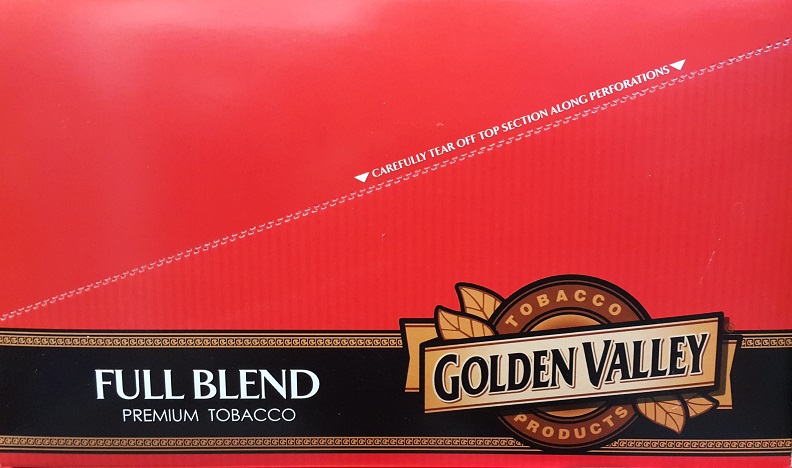 CAREFULLY TEAR OFF TOP SECTION ALONG PERFORATIONS
TOBACCO
GOLDEN VALLEY
PRODUCTS
FULL BLEND
PREMIUM TOBACCO